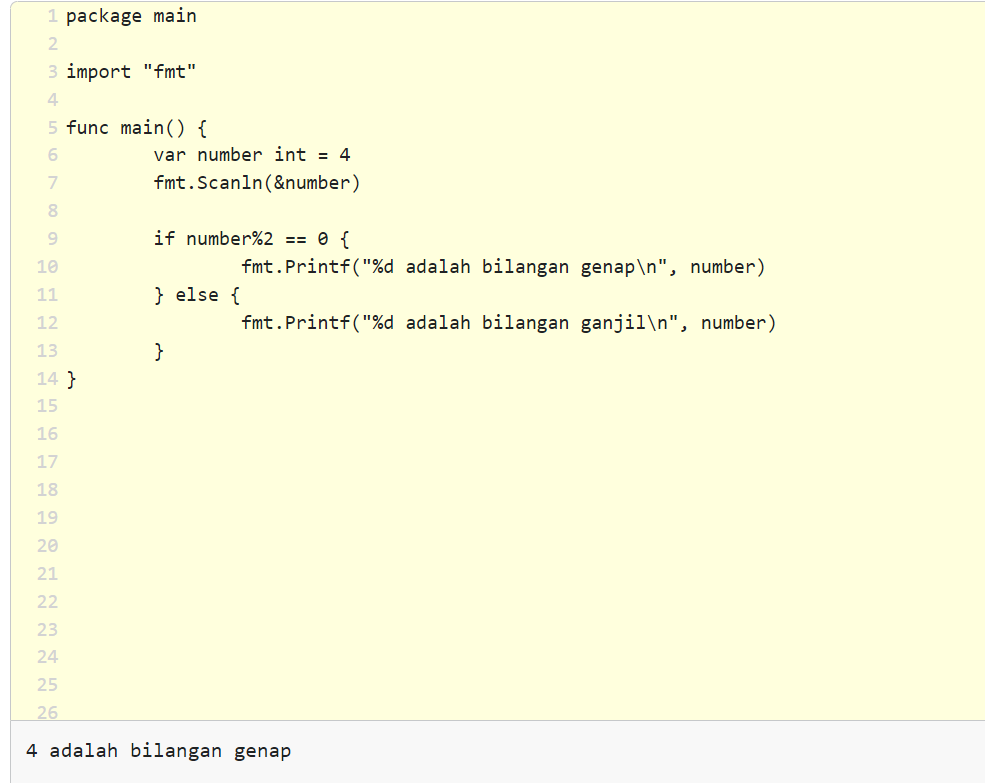 1 package main
2
3 import "fmt"
4
5 func main() {
6 var number int = 4
7 fmt.Scanln(&number)
8
9 if number%2 == 0 {
10 fmt.Printf("%d adalah bilangan genap\n", number)
11 } else {
12 fmt.Printf("%d adalah bilangan ganjil\n", number)
13 }
14 }
15
16
17
18
19
20
21
22
23
24
25
26
4 adalah bilangan genap